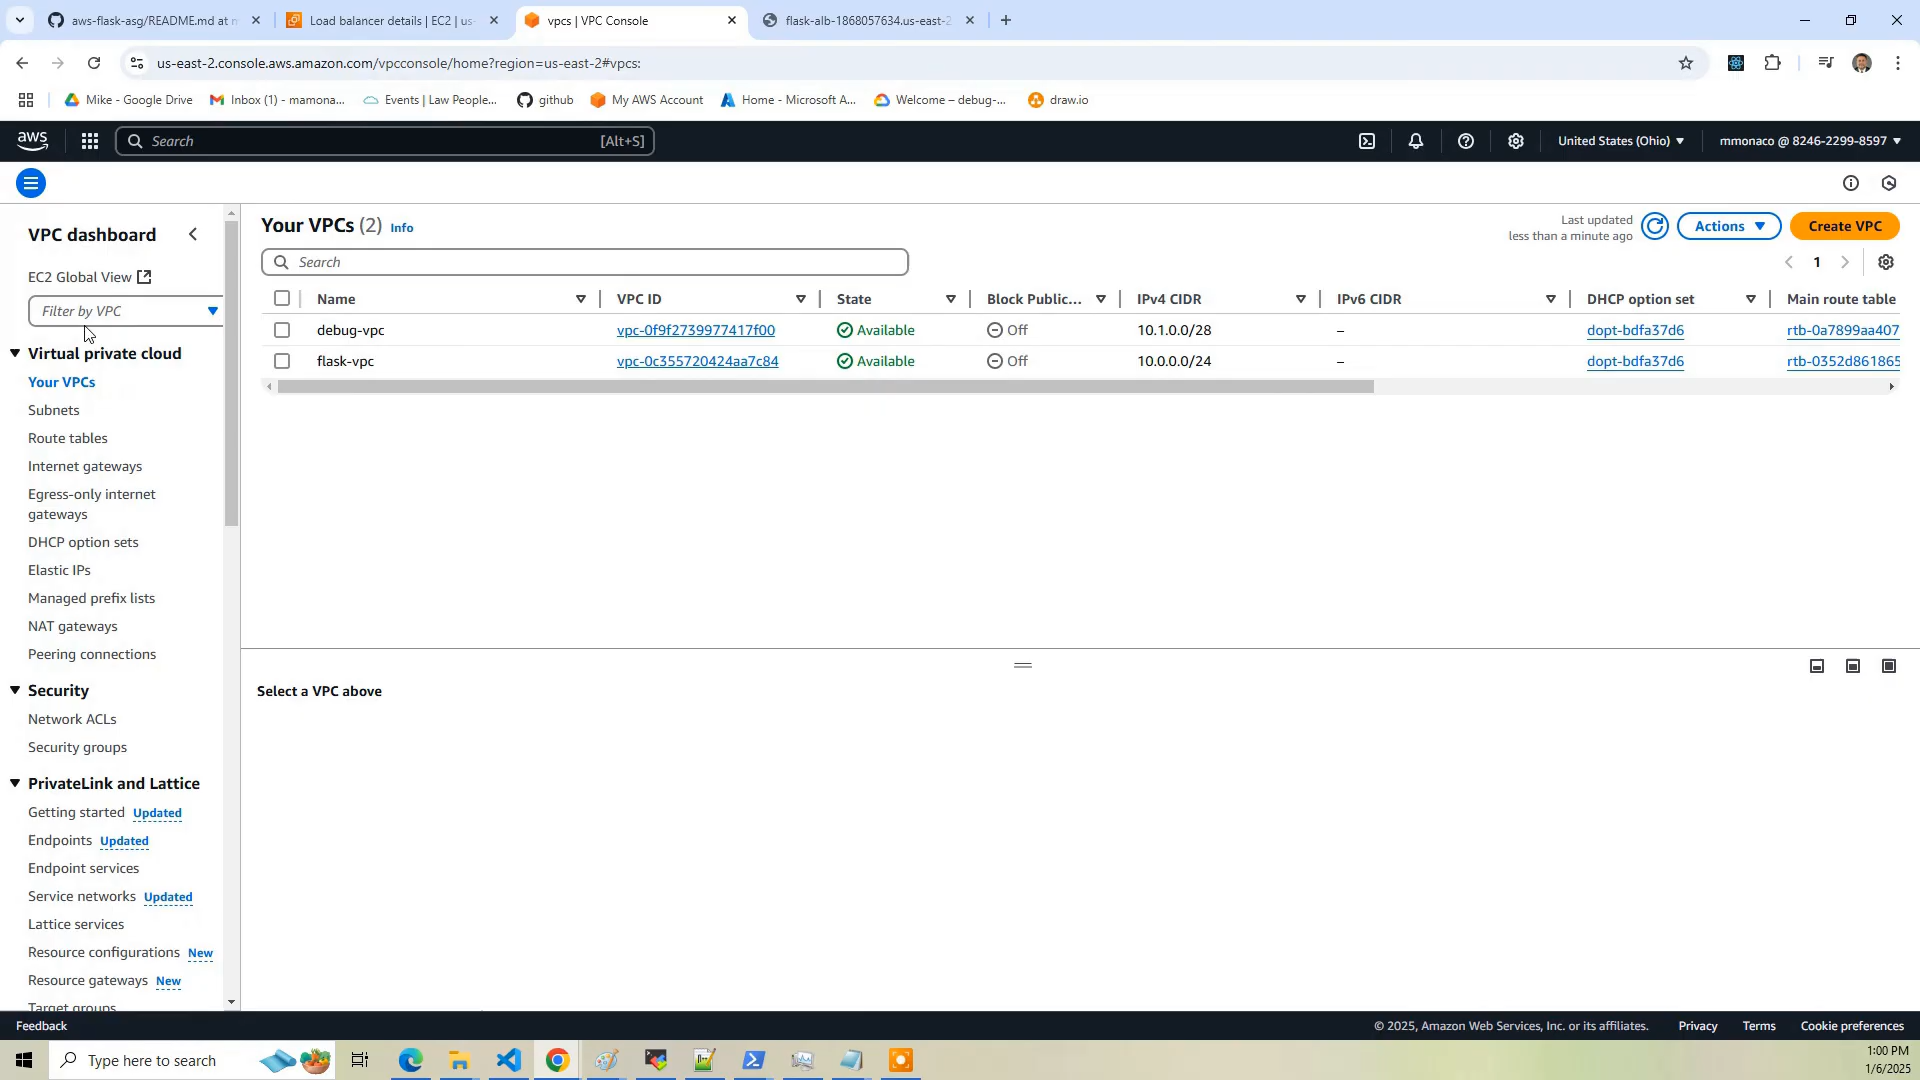 aws-flask-asg/README.md at m
Load balancer details | EC2 | us-
vpcs | VPC Console
flask-alb-1868057634.us-east-2
us-east-2.console.aws.amazon.com/vpcconsole/home?region=us-east-2#vpcs:
Mike - Google Drive
Inbox (1) - mamona...
Events | Law People...
github
My AWS Account
Home - Microsoft A...
Welcome – debug-...
draw.io
aws
Search
[Alt+S]
United States (Ohio)
mmonaco @ 8246-2299-8597
VPC dashboard
EC2 Global View
Filter by VPC
Virtual private cloud
Your VPCs
Subnets
Route tables
Internet gateways
Egress-only internet
gateways
DHCP option sets
Elastic IPs
Managed prefix lists
NAT gateways
Peering connections
Security
Network ACLs
Security groups
PrivateLink and Lattice
Getting started Updated
Endpoints Updated
Endpoint services
Service networks Updated
Lattice services
Resource configurations New
Resource gateways New
Target groups
Your VPCs (2) Info
Last updated
less than a minute ago
Actions
Create VPC
Search
1
Name VPC ID State Block Public... IPv4 CIDR IPv6 CIDR DHCP option set Main route table
debug-vpc vpc-0f9f2739977417f00 Available Off 10.1.0.0/28 – dopt-bdfa37d6 rtb-0a7899aa407
flask-vpc vpc-0c355720424aa7c84 Available Off 10.0.0.0/24 – dopt-bdfa37d6 rtb-0352d861865
Select a VPC above
Feedback
© 2025, Amazon Web Services, Inc. or its affiliates.
Privacy
Terms
Cookie preferences
Type here to search
1:00 PM
1/6/2025